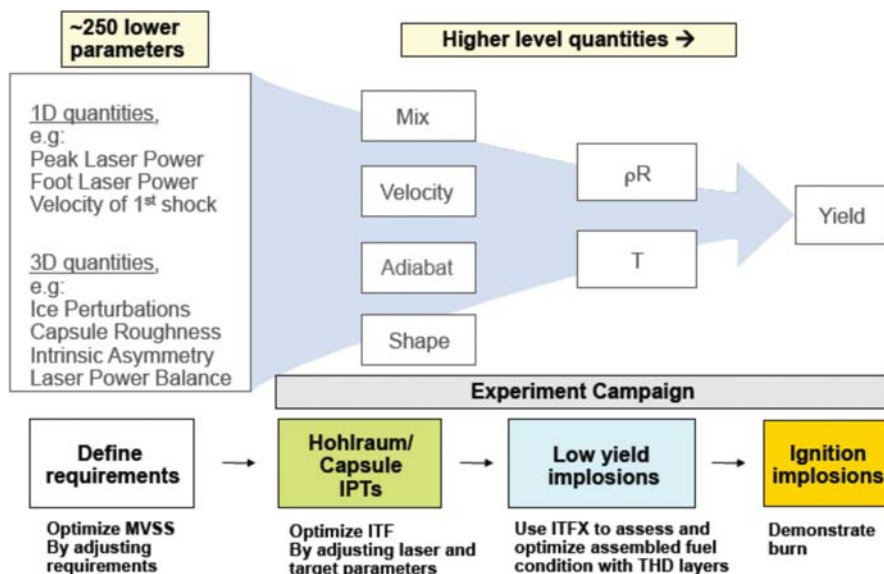 ~250 lower
parameters
Higher level quantities →
1D quantities,
e.g:
Peak Laser Power
Foot Laser Power
Velocity of 1st shock
3D quantities,
e.g:
Ice Perturbations
Capsule Roughness
Intrinsic Asymmetry
Laser Power Balance
Mix
Velocity
Adiabat
Shape
ρR
T
Yield
Experiment Campaign
Define
requirements
Hohlraum/
Capsule
IPTs
Low yield
implosions
Ignition
implosions
Optimize MVSS
By adjusting
requirements
Optimize ITF
By adjusting laser and
target parameters
Use ITFX to assess and
optimize assembled fuel
condition with THD layers
Demonstrate
burn